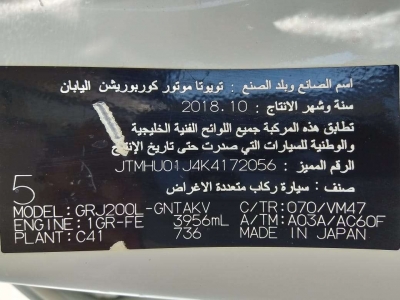 اسم الصانع وبلد الصنع : تويوتا موتور كوربوريشن اليابان
سنة وشهر الانتاج : 2018.10
تطابق هذه المركبة جميع اللوائح الفنية الخليجية
والوطنية للسيارات التي صدرت حتى تاريخ الإنتاج
الرقم المميز : JTMHU01J4K4172056
صنف : سيارة ركاب متعددة الاغراض
5
MODEL: GRJ200L-GNTAKV C/TR: 070/VM47
ENGINE: 1GR-FE 3956mL A/TM: A03A/AC60F
PLANT: C41 736 MADE IN JAPAN